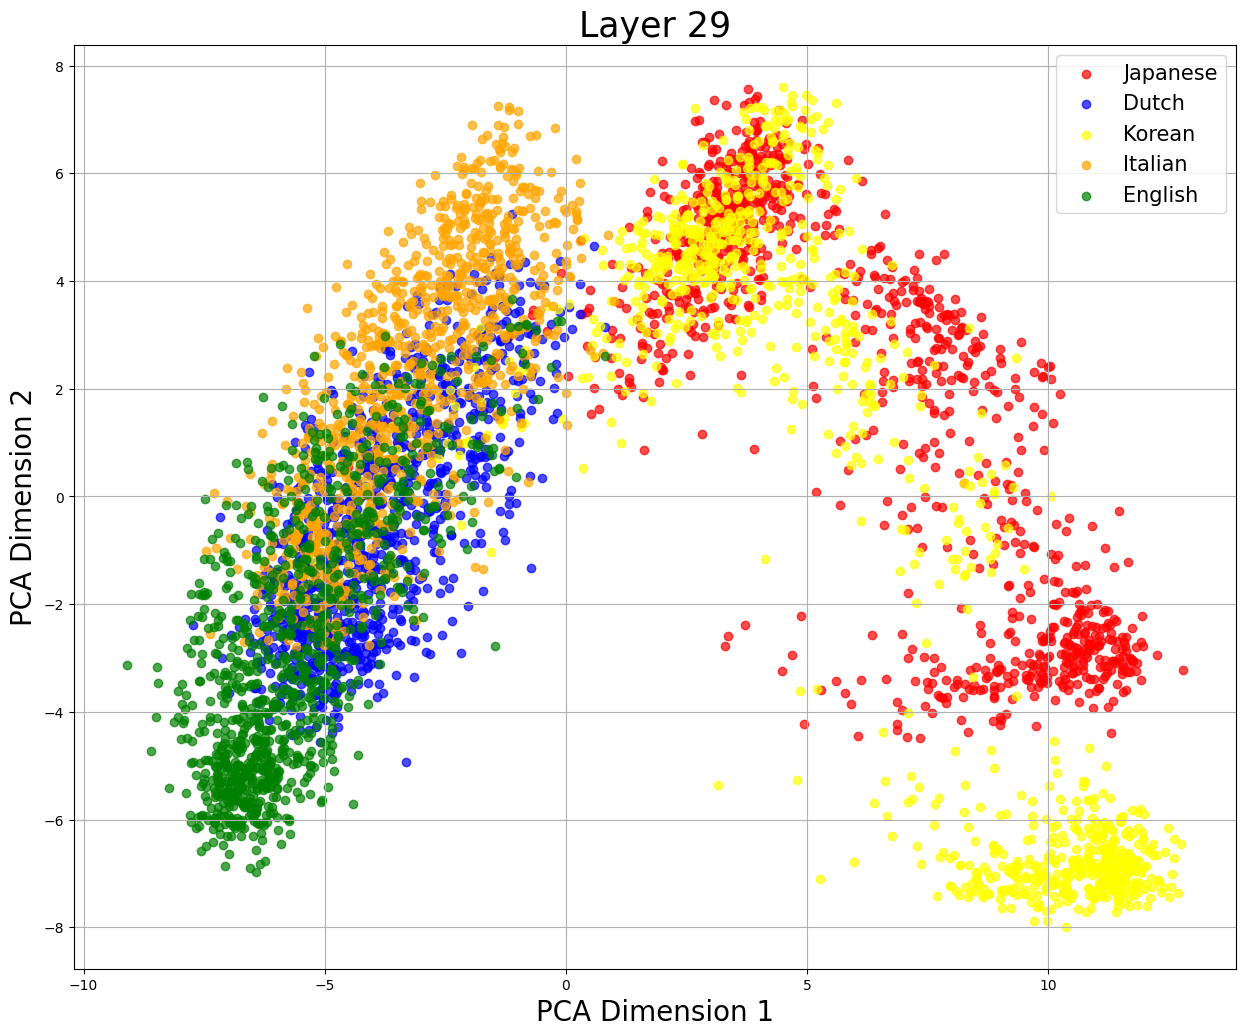 Layer 29
Japanese
Dutch
Korean
Italian
English
PCA Dimension 2
8
6
4
2
0
−2
−4
−6
−8
−10
−5
0
5
10
PCA Dimension 1